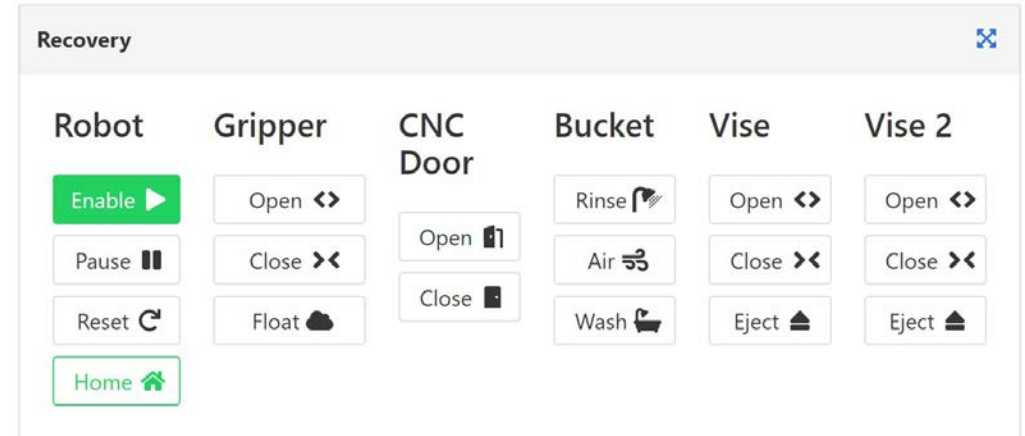 Recovery
Robot
Enable
Pause
Reset
Home
Gripper
Open
Close
Float
CNC
Door
Open
Close
Bucket
Rinse
Air
Wash
Vise
Open
Close
Eject
Vise 2
Open
Close
Eject